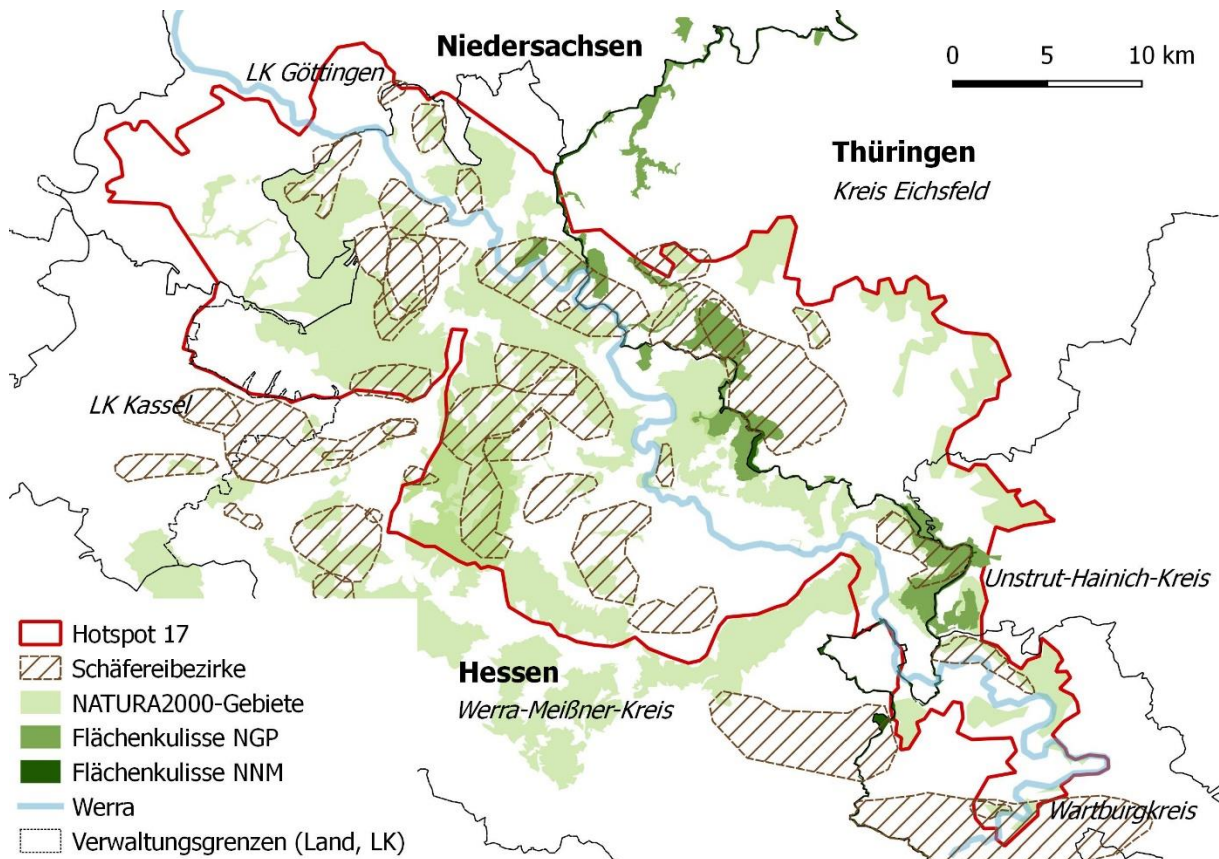 Niedersachsen
LK Göttingen
0 5 10 km
Thüringen
Kreis Eichsfeld
LK Kassel
Unstrut-Hainich-Kreis
Hessen
Werra-Meißner-Kreis
Wartburgkreis
Hotspot 17
Schäfereibezirke
NATURA2000-Gebiete
Flächenkulisse NGP
Flächenkulisse NNM
Werra
Verwaltungsgrenzen (Land, LK)